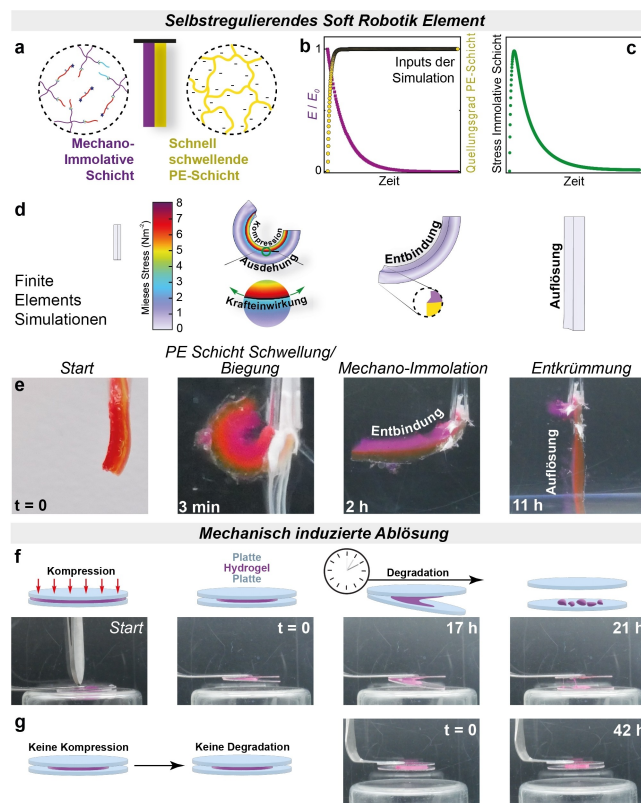 Selbstregulierendes Soft Robotik Element
a
Mechano-
Immolative
Schicht
Schnell
schwellende
PE-Schicht
b
1
0
E / E0
Inputs der
Simulation
Quellungsgrad PE-Schicht
Zeit
c
Stress Immolative Schicht
Zeit
d
Finite
Elements
Simulationen
Mieses Stress (Nm-2)
8
7
6
5
4
3
2
1
0
Kompression
Ausdehung
Krafteinwirkung
Entbindung
Auflösung
Start
PE Schicht Schwellung/
Biegung
Mechano-Immolation
Entkrümmung
e
t = 0
3 min
Entbindung
2 h
Auflösung
11 h
Mechanisch induzierte Ablösung
f
Kompression
Platte
Hydrogel
Platte
Degradation
Start
t = 0
17 h
21 h
g
Keine Kompression
Keine Degradation
t = 0
42 h